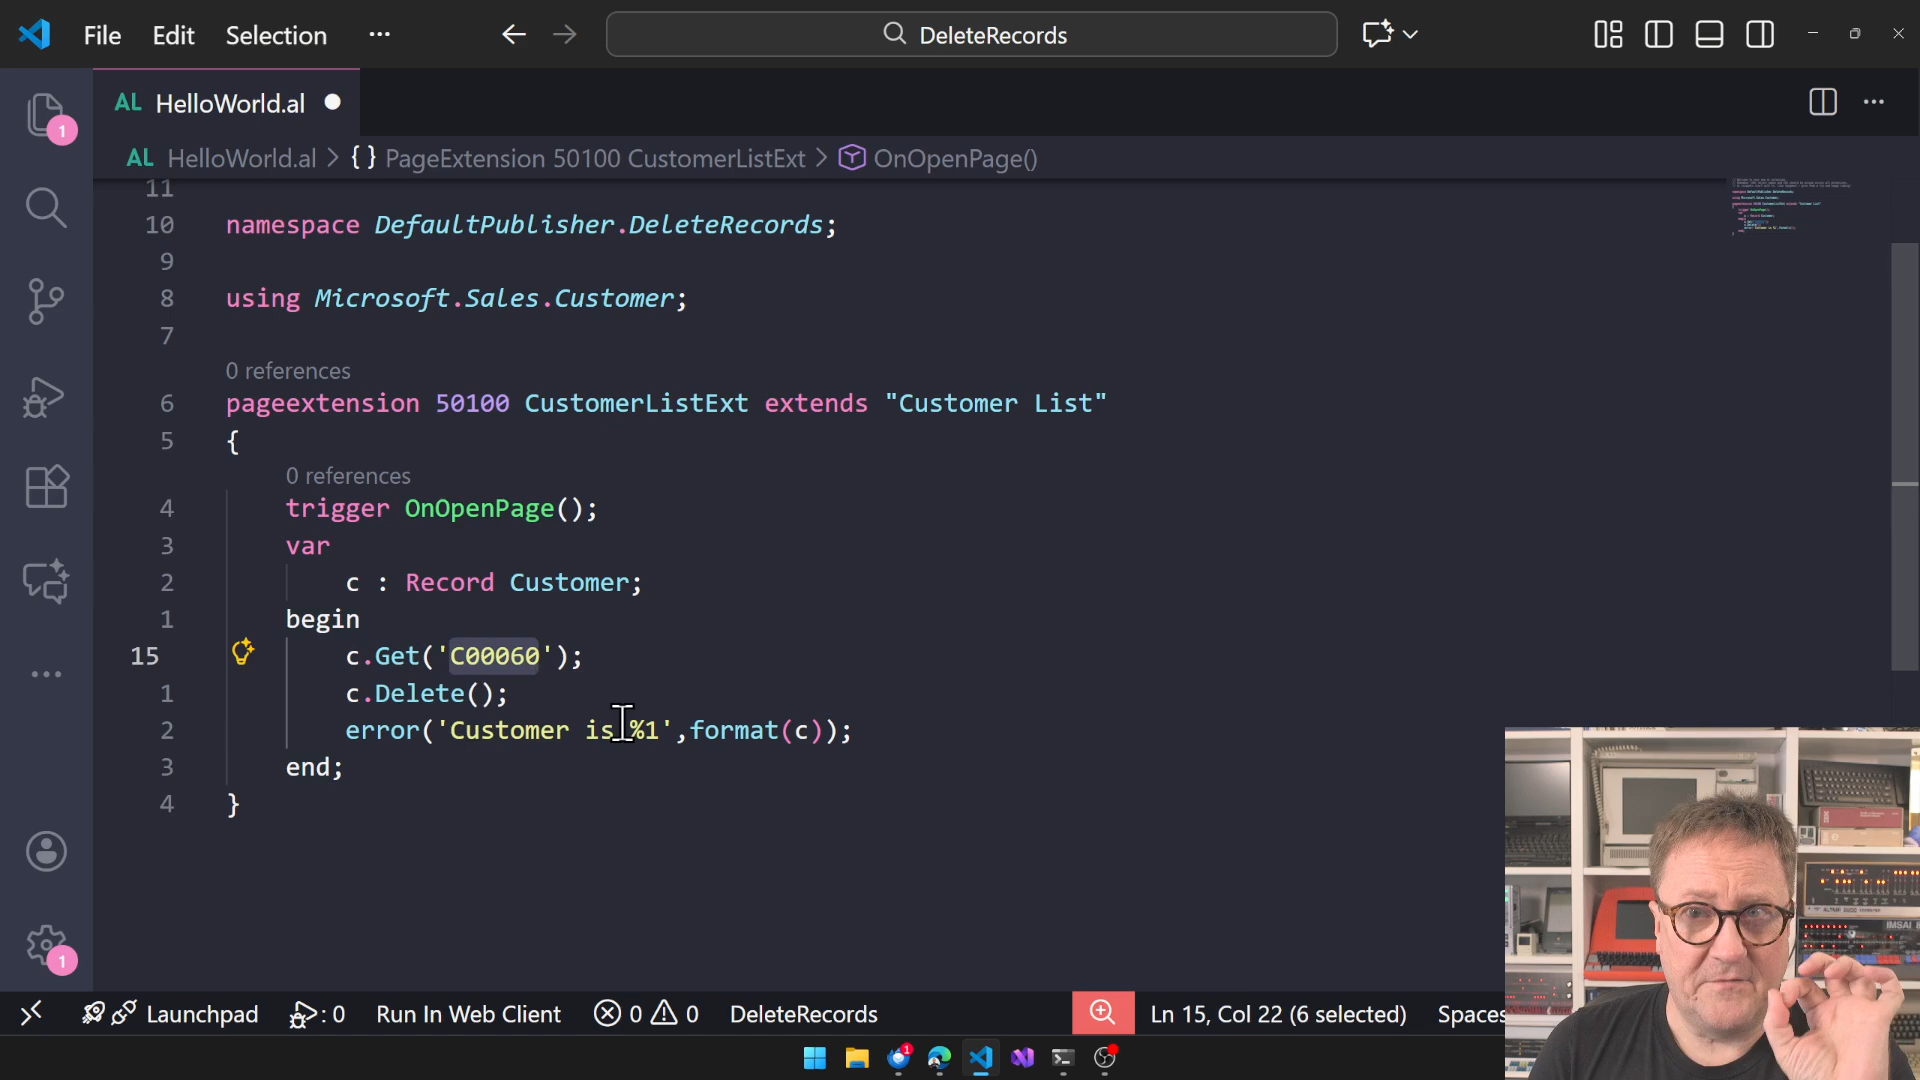 File Edit Selection ··· DeleteRecords
AL HelloWorld.al
1
AL HelloWorld.al > {} PageExtension 50100 CustomerListExt > OnOpenPage()
11
10 namespace DefaultPublisher.DeleteRecords;
9
8 using Microsoft.Sales.Customer;
7
0 references
6 pageextension 50100 CustomerListExt extends "Customer List"
5 {
0 references
4 trigger OnOpenPage();
3 var
2 c : Record Customer;
1 begin
15 c.Get('C00060');
1 c.Delete();
2 error('Customer is %1',format(c));
3 end;
4 }
IMSAI 8
1
Launchpad : 0 Run In Web Client 0 0 DeleteRecords Ln 15, Col 22 (6 selected) Spaces
1